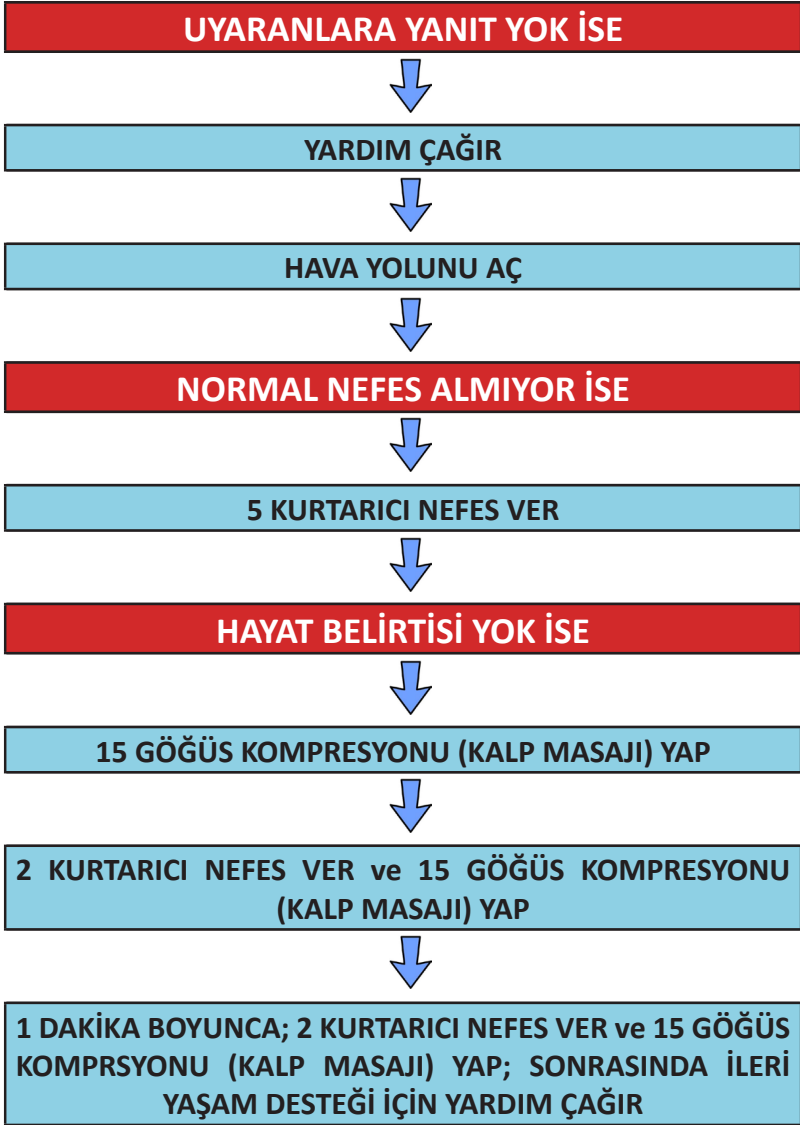 UYARANLARA YANIT YOK İSE
YARDIM ÇAĞIR
HAVA YOLUNU AÇ
NORMAL NEFES ALMIYOR İSE
5 KURTARICI NEFES VER
HAYAT BELİRTİSİ YOK İSE
15 GÖĞÜS KOMPRESYONU (KALP MASAJI) YAP
2 KURTARICI NEFES VER ve 15 GÖĞÜS KOMPRESYONU
(KALP MASAJI) YAP
1 DAKİKA BOYUNCA; 2 KURTARICI NEFES VER ve 15 GÖĞÜS
KOMPRSYONU (KALP MASAJI) YAP; SONRASINDA İLERİ
YAŞAM DESTEĞİ İÇİN YARDIM ÇAĞIR